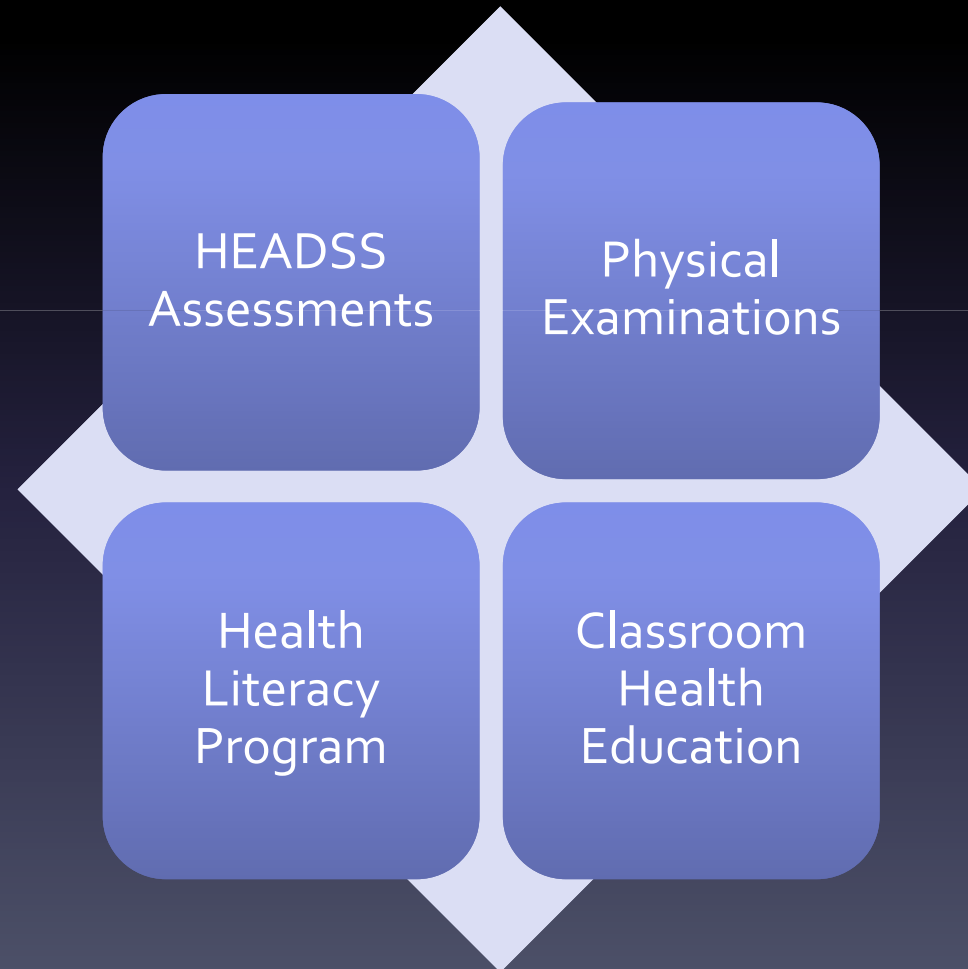 HEADSS
Assessments
Physical
Examinations
Health
Literacy
Program
Classroom
Health
Education